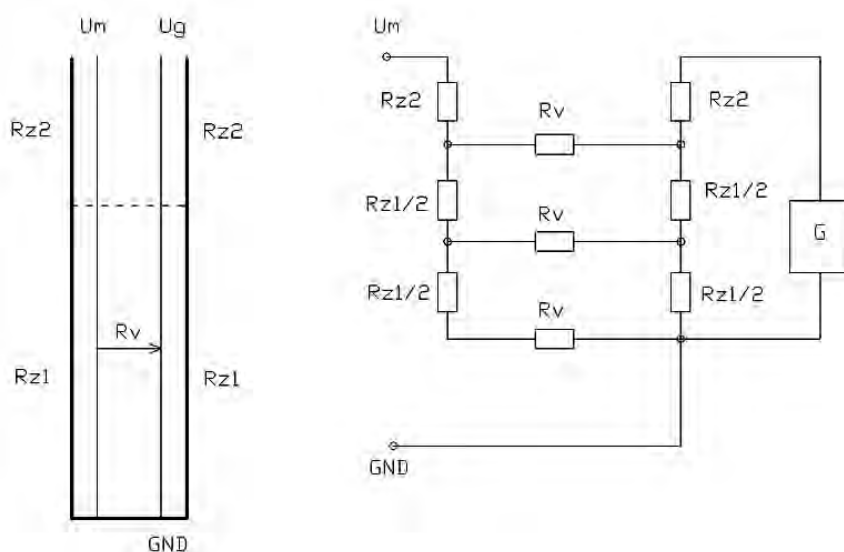 Um Ug
Rz2 Rz2
Rv
Rz1 Rz1
GND
Um
Rz2 Rv Rz2
Rz1/2 Rv Rz1/2
G
Rz1/2 Rv Rz1/2
GND